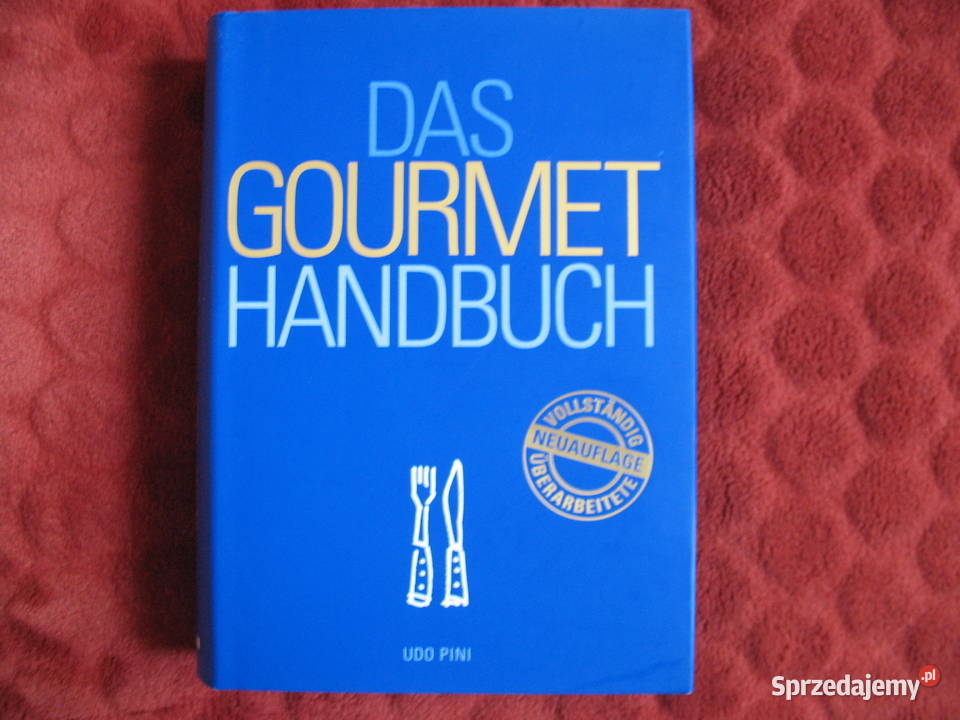 DAS
GOURMET
HANDBUCH
VOLLSTÄNDIG
NEUAUFLAGE
ÜBERARBEITETE
UDO PINI
Sprzedajemy.pl